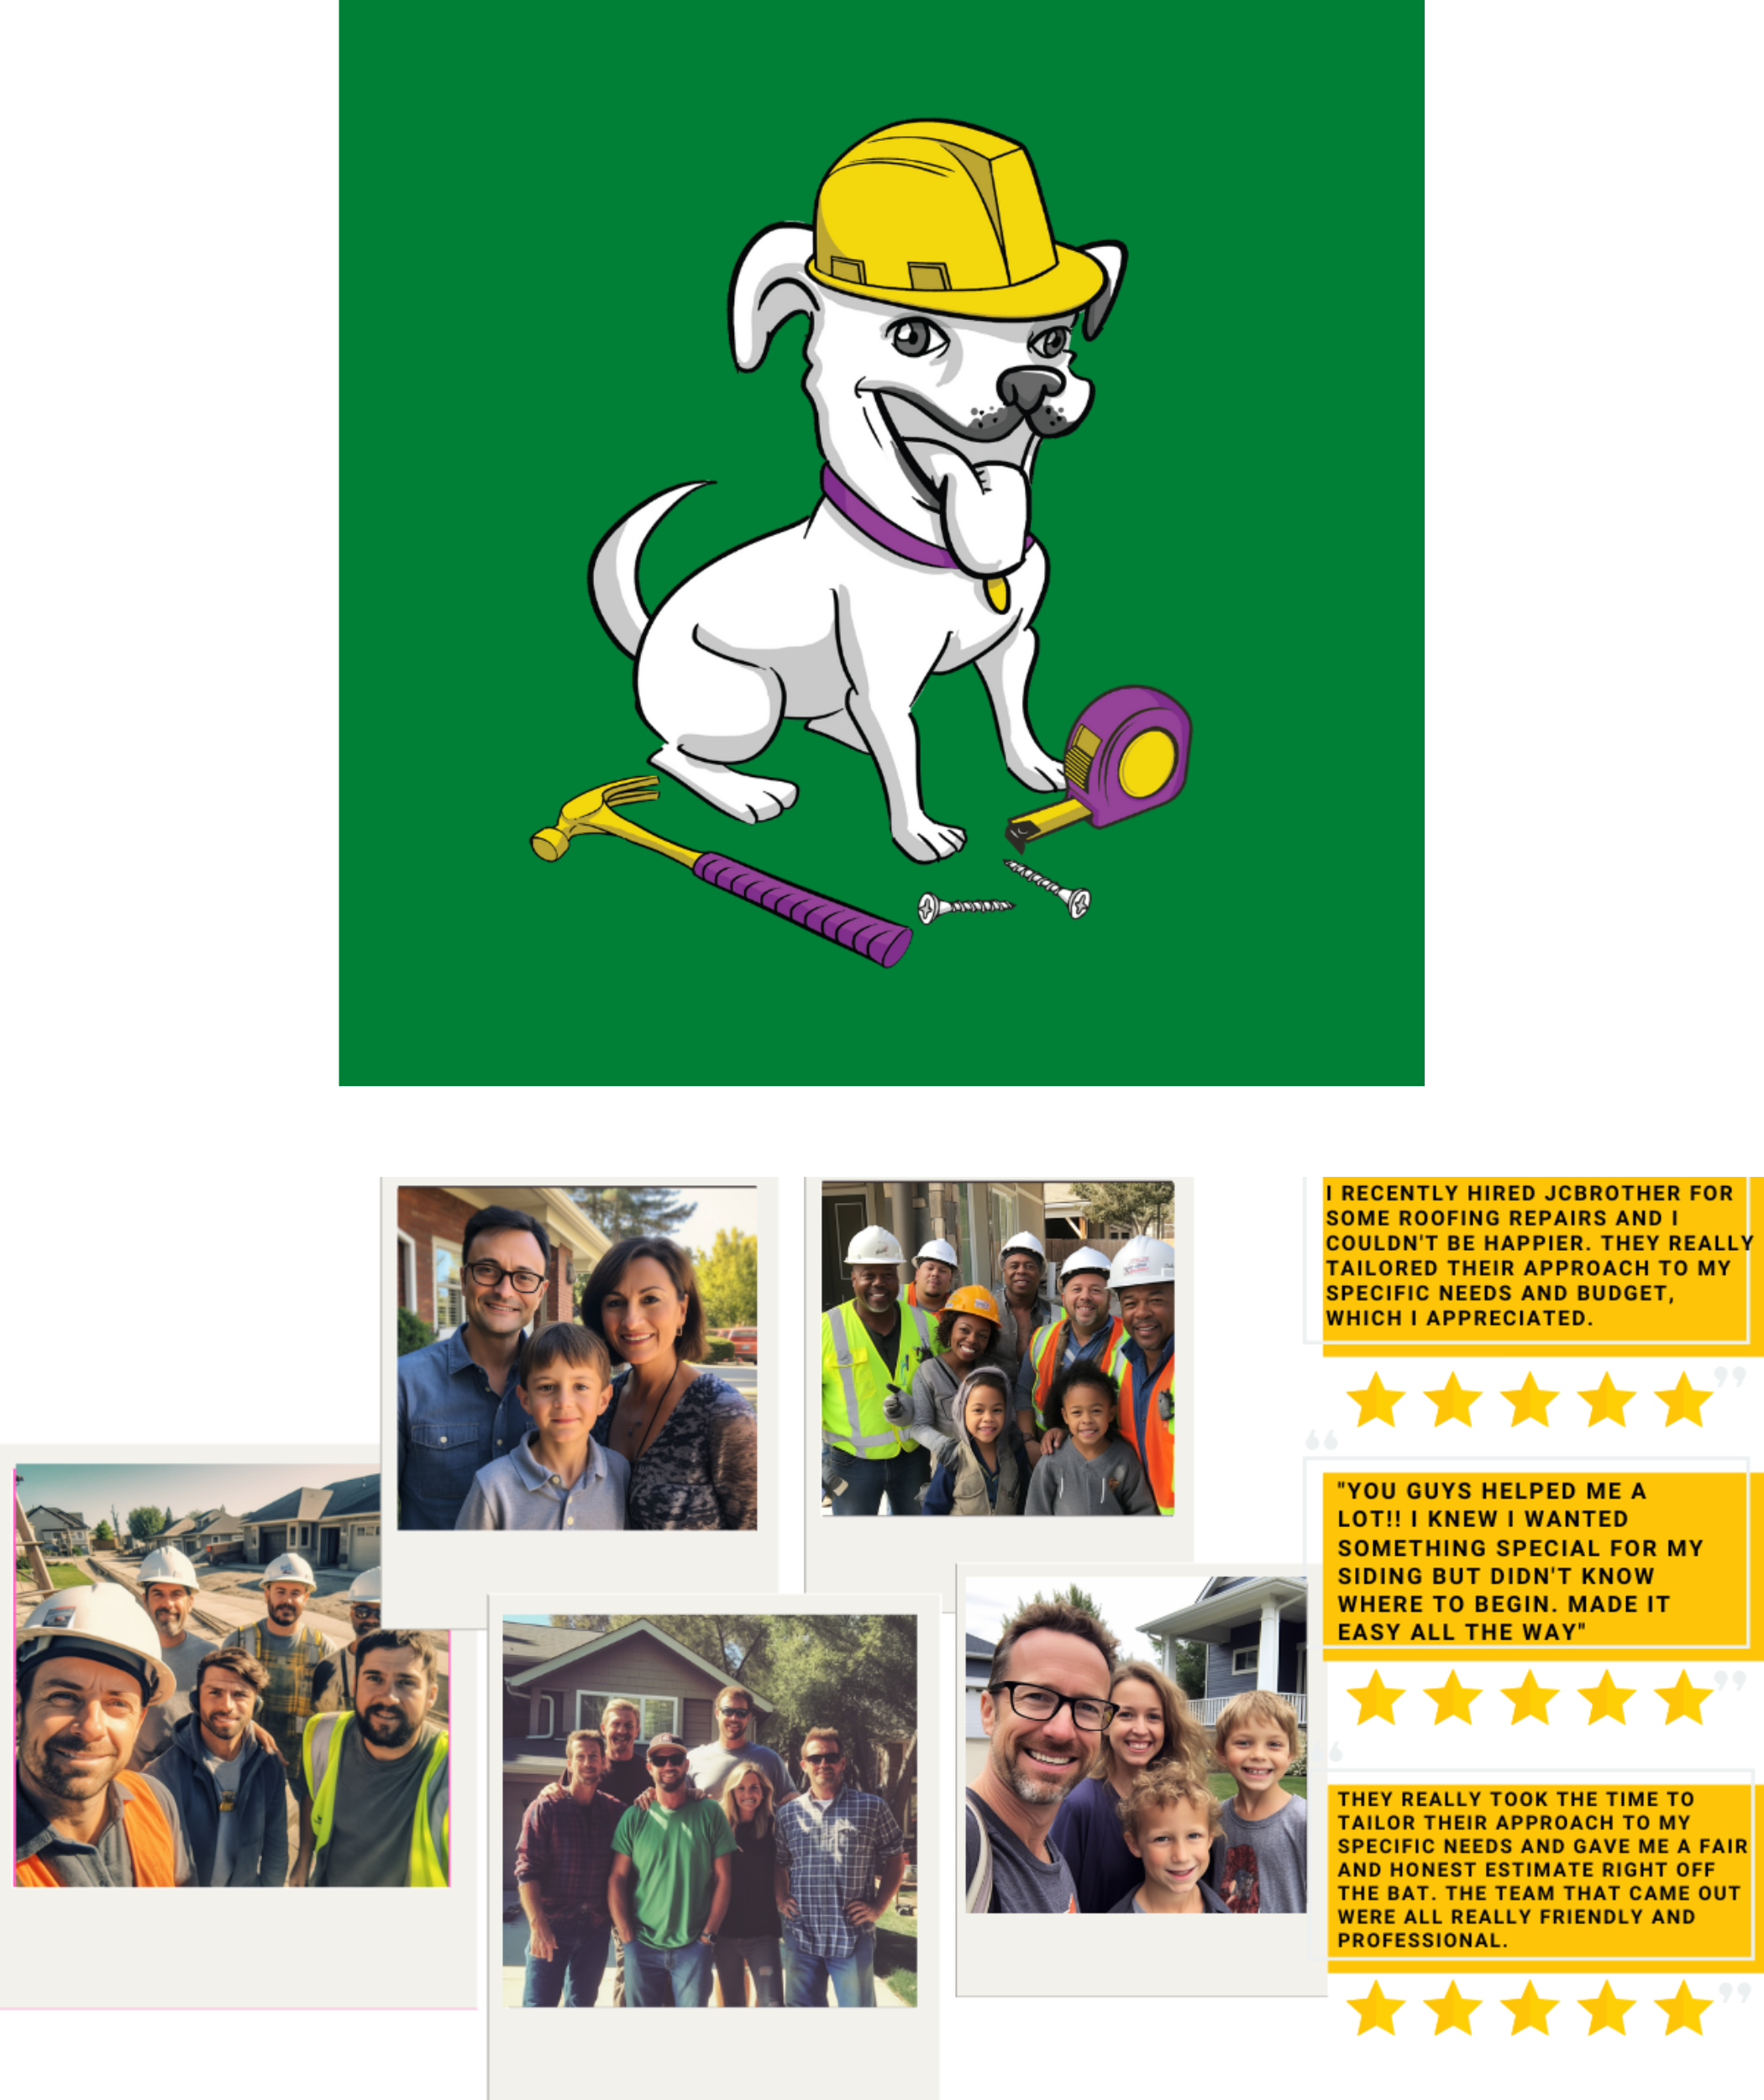 I RECENTLY HIRED JCBROTHER FOR
SOME ROOFING REPAIRS AND I
COULDN'T BE HAPPIER. THEY REALLY
TAILORED THEIR APPROACH TO MY
SPECIFIC NEEDS AND BUDGET,
WHICH I APPRECIATED.
"YOU GUYS HELPED ME A
LOT!! I KNEW I WANTED
SOMETHING SPECIAL FOR MY
SIDING BUT DIDN'T KNOW
WHERE TO BEGIN. MADE IT
EASY ALL THE WAY"
THEY REALLY TOOK THE TIME TO
TAILOR THEIR APPROACH TO MY
SPECIFIC NEEDS AND GAVE ME A FAIR
AND HONEST ESTIMATE RIGHT OFF
THE BAT. THE TEAM THAT CAME OUT
WERE ALL REALLY FRIENDLY AND
PROFESSIONAL.